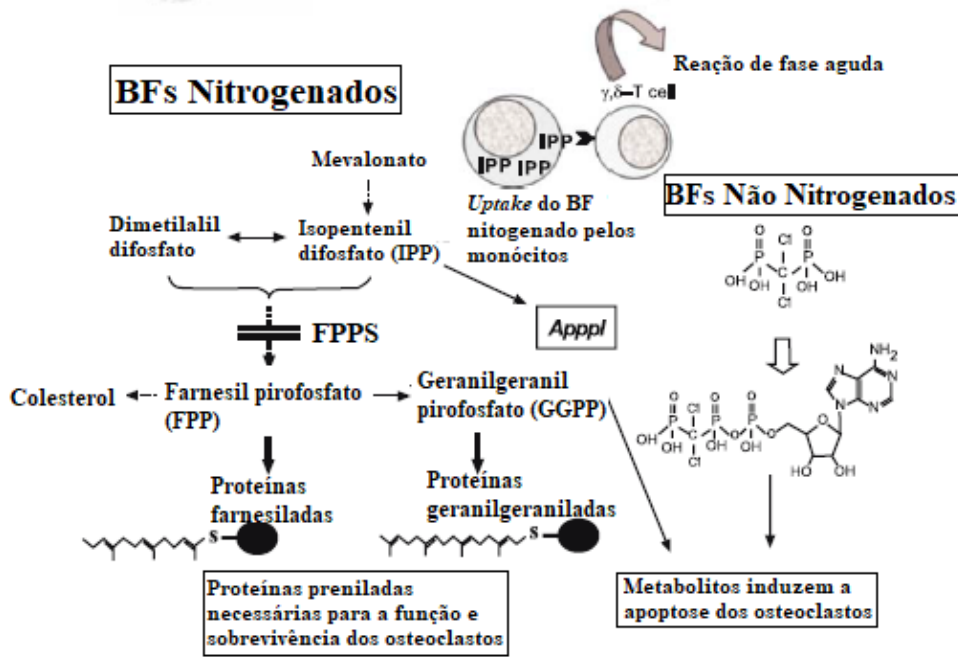 BFs Nitrogenados
Reação de fase aguda
γ,δ–T cell
IPP
IPP IPP
Uptake do BF
nitogenado pelos
monócitos
BFs Não Nitrogenados
Mevalonato
Dimetilalil
difosfato
Isopentenil
difosfato (IPP)
FPPS
ApppI
Colesterol
Farnesil pirofosfato
(FPP)
Geranilgeranil
pirofosfato (GGPP)
Proteínas
farnesiladas
Proteínas
geranilgeraniladas
S
S
Proteínas preniladas
necessárias para a função e
sobrevivência dos osteoclastos
O Cl O
P C P
OH OH Cl OH OH
NH2
N N
N N
O Cl O O
OH P C P O P O O
OH Cl OH OH
HO OH
Metabolitos induzem a
apoptose dos osteoclastos